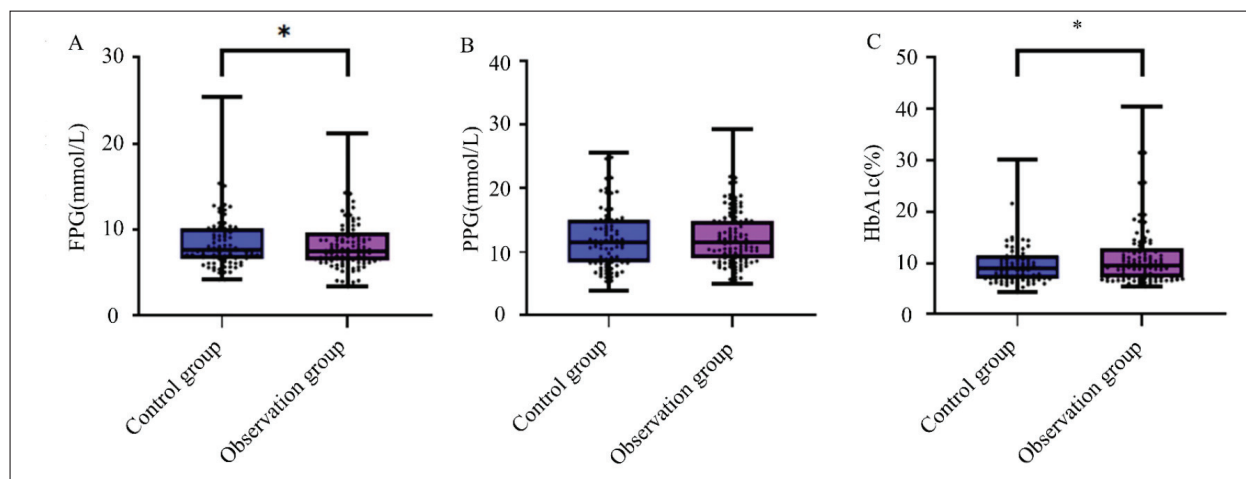 A
*
FPG(mmol/L)
30
20
10
0
Control group
Observation group
B
PPG(mmol/L)
40
30
20
10
0
Control group
Observation group
C
*
HbA1c(%)
50
40
30
20
10
0
Control group
Observation group